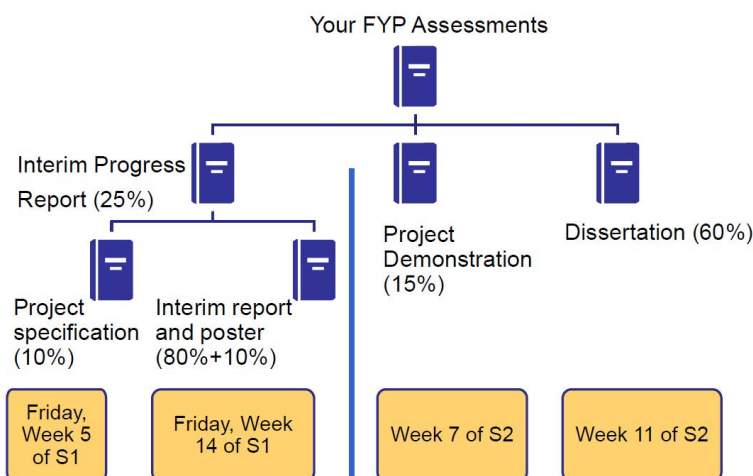 Your FYP Assessments
Interim Progress
Report (25%)
Project
Demonstration
(15%)
Dissertation (60%)
Project
specification
(10%)
Interim report
and poster
(80%+10%)
Friday,
Week 5
of S1
Friday, Week
14 of S1
Week 7 of S2
Week 11 of S2